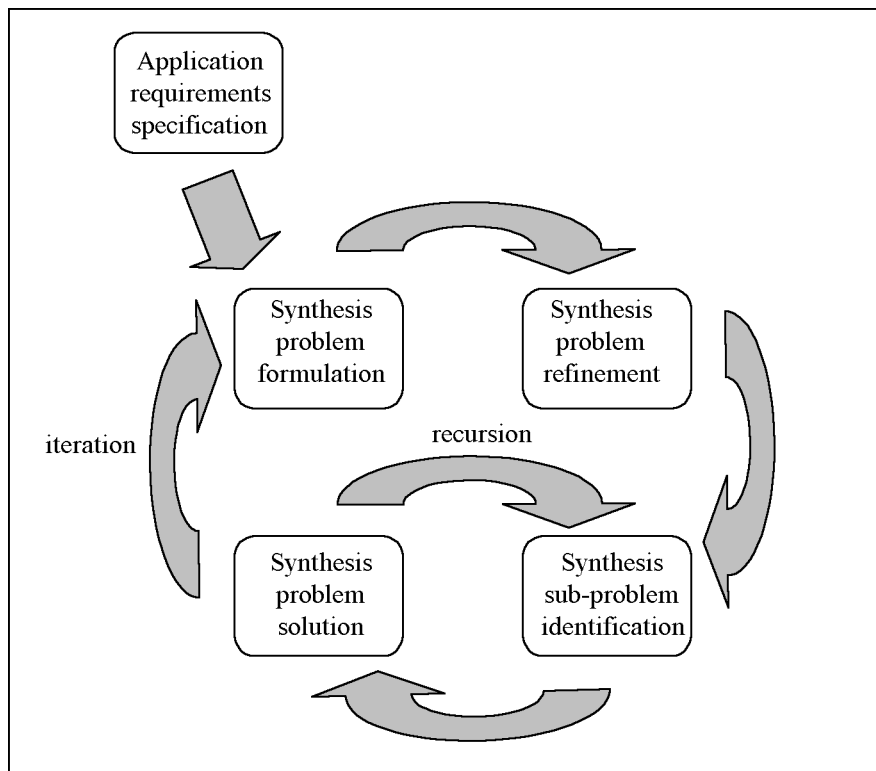 Application
requirements
specification
Synthesis
problem
formulation
Synthesis
problem
refinement
iteration
recursion
Synthesis
problem
solution
Synthesis
sub-problem
identification